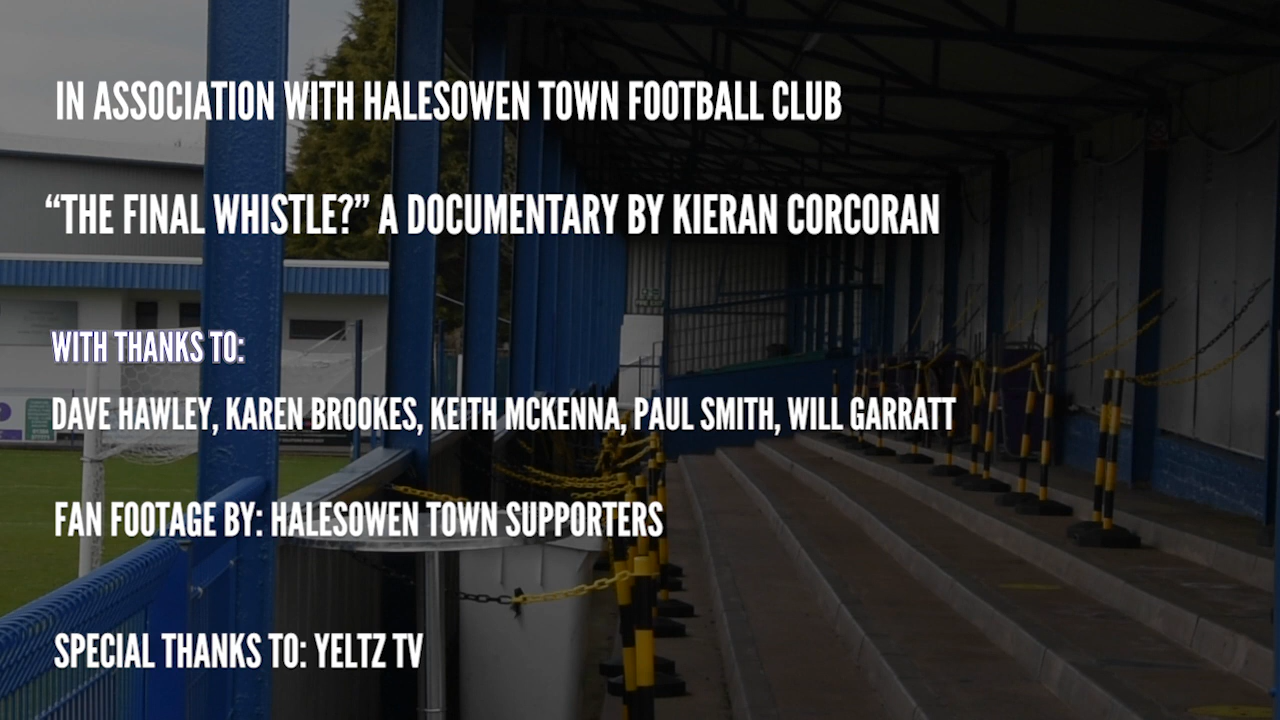 IN ASSOCIATION WITH HALESOWEN TOWN FOOTBALL CLUB
“THE FINAL WHISTLE?” A DOCUMENTARY BY KIERAN CORCORAN
WITH THANKS TO:
DAVE HAWLEY, KAREN BROOKES, KEITH MCKENNA, PAUL SMITH, WILL GARRATT
FAN FOOTAGE BY: HALESOWEN TOWN SUPPORTERS
SPECIAL THANKS TO: YELTZ TV